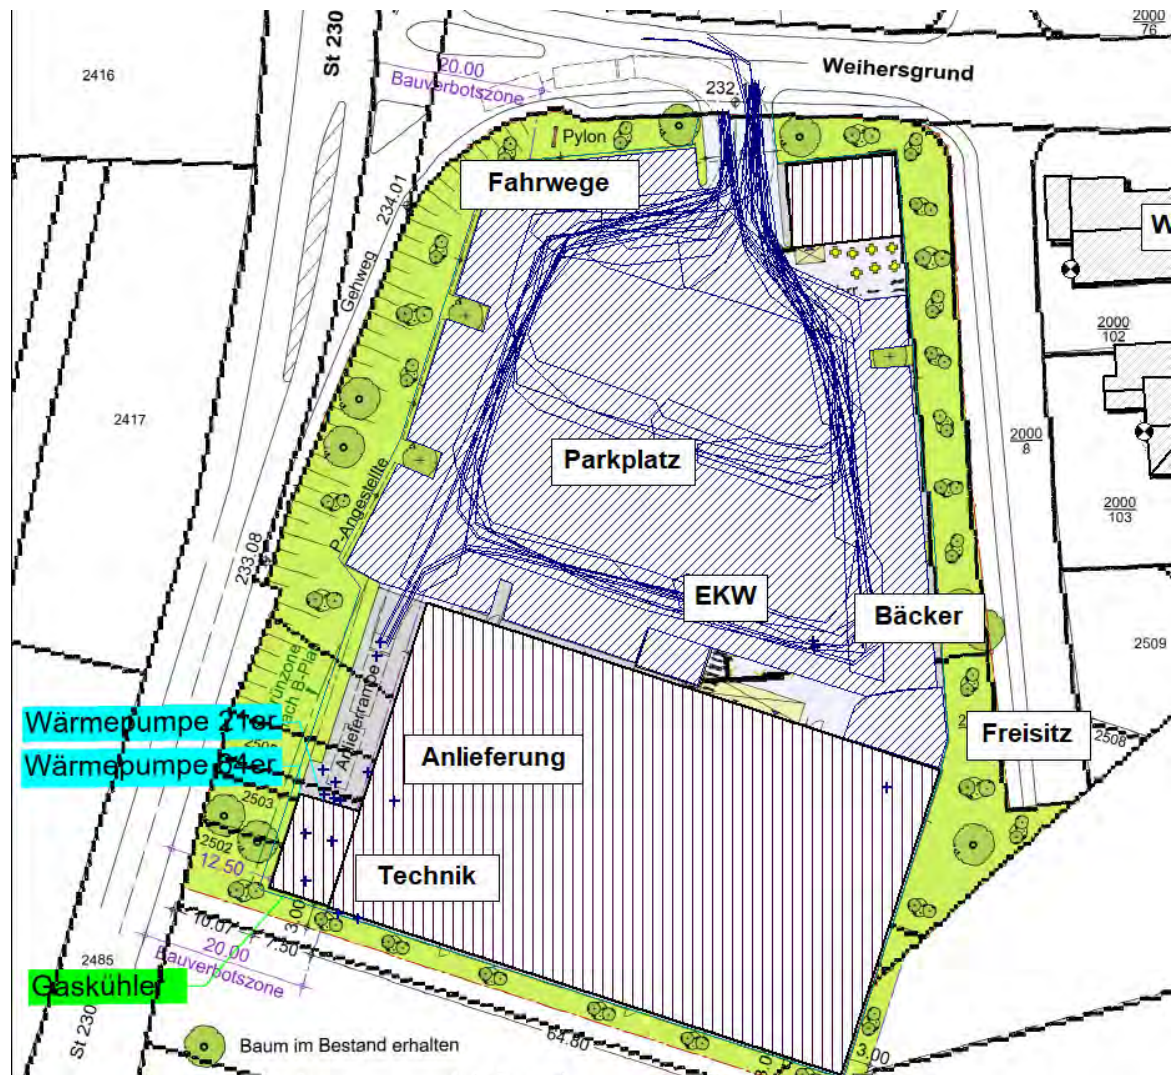 2000
76
St 230
2416
20.00
Bauverbotszone
Weihersgrund
232.
Pylon
Fahrwege
234.01
W
Gehweg
2000
102
2417
2000
8
Parkplatz
P-Angestellte
2000
103
233.08
EKW
Bäcker
2509
nach B-Plan
Anlieferrampe
Wärmepumpe 21er
Freisitz
2508
Anlieferung
Wärmepumpe 34er
2503
2502
12.50
Technik
10.07
7.50
3.00
20.00
Bauverbotszone
2485
Gaskühler
St 230
64.80
3.00
Baum im Bestand erhalten